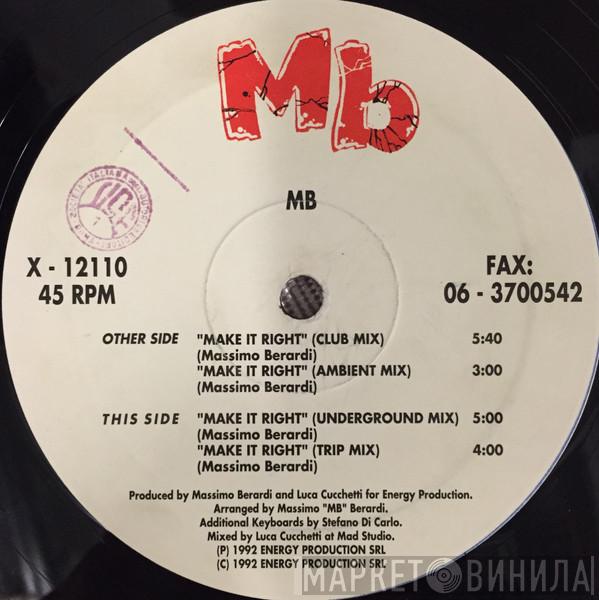 Mb
MB
X - 12110
45 RPM
FAX:
06 - 3700542
OTHER SIDE "MAKE IT RIGHT" (CLUB MIX) 5:40
(Massimo Berardi)
"MAKE IT RIGHT" (AMBIENT MIX) 3:00
(Massimo Berardi)
THIS SIDE "MAKE IT RIGHT" (UNDERGROUND MIX) 5:00
(Massimo Berardi)
"MAKE IT RIGHT" (TRIP MIX) 4:00
(Massimo Berardi)
Produced by Massimo Berardi and Luca Cucchetti for Energy Production.
Arranged by Massimo "MB" Berardi.
Additional Keyboards by Stefano Di Carlo.
Mixed by Luca Cucchetti at Mad Studio.
(P) 1992 ENERGY PRODUCTION SRL
(C) 1992 ENERGY PRODUCTION SRL
МАРКЕТ ВИНИЛА